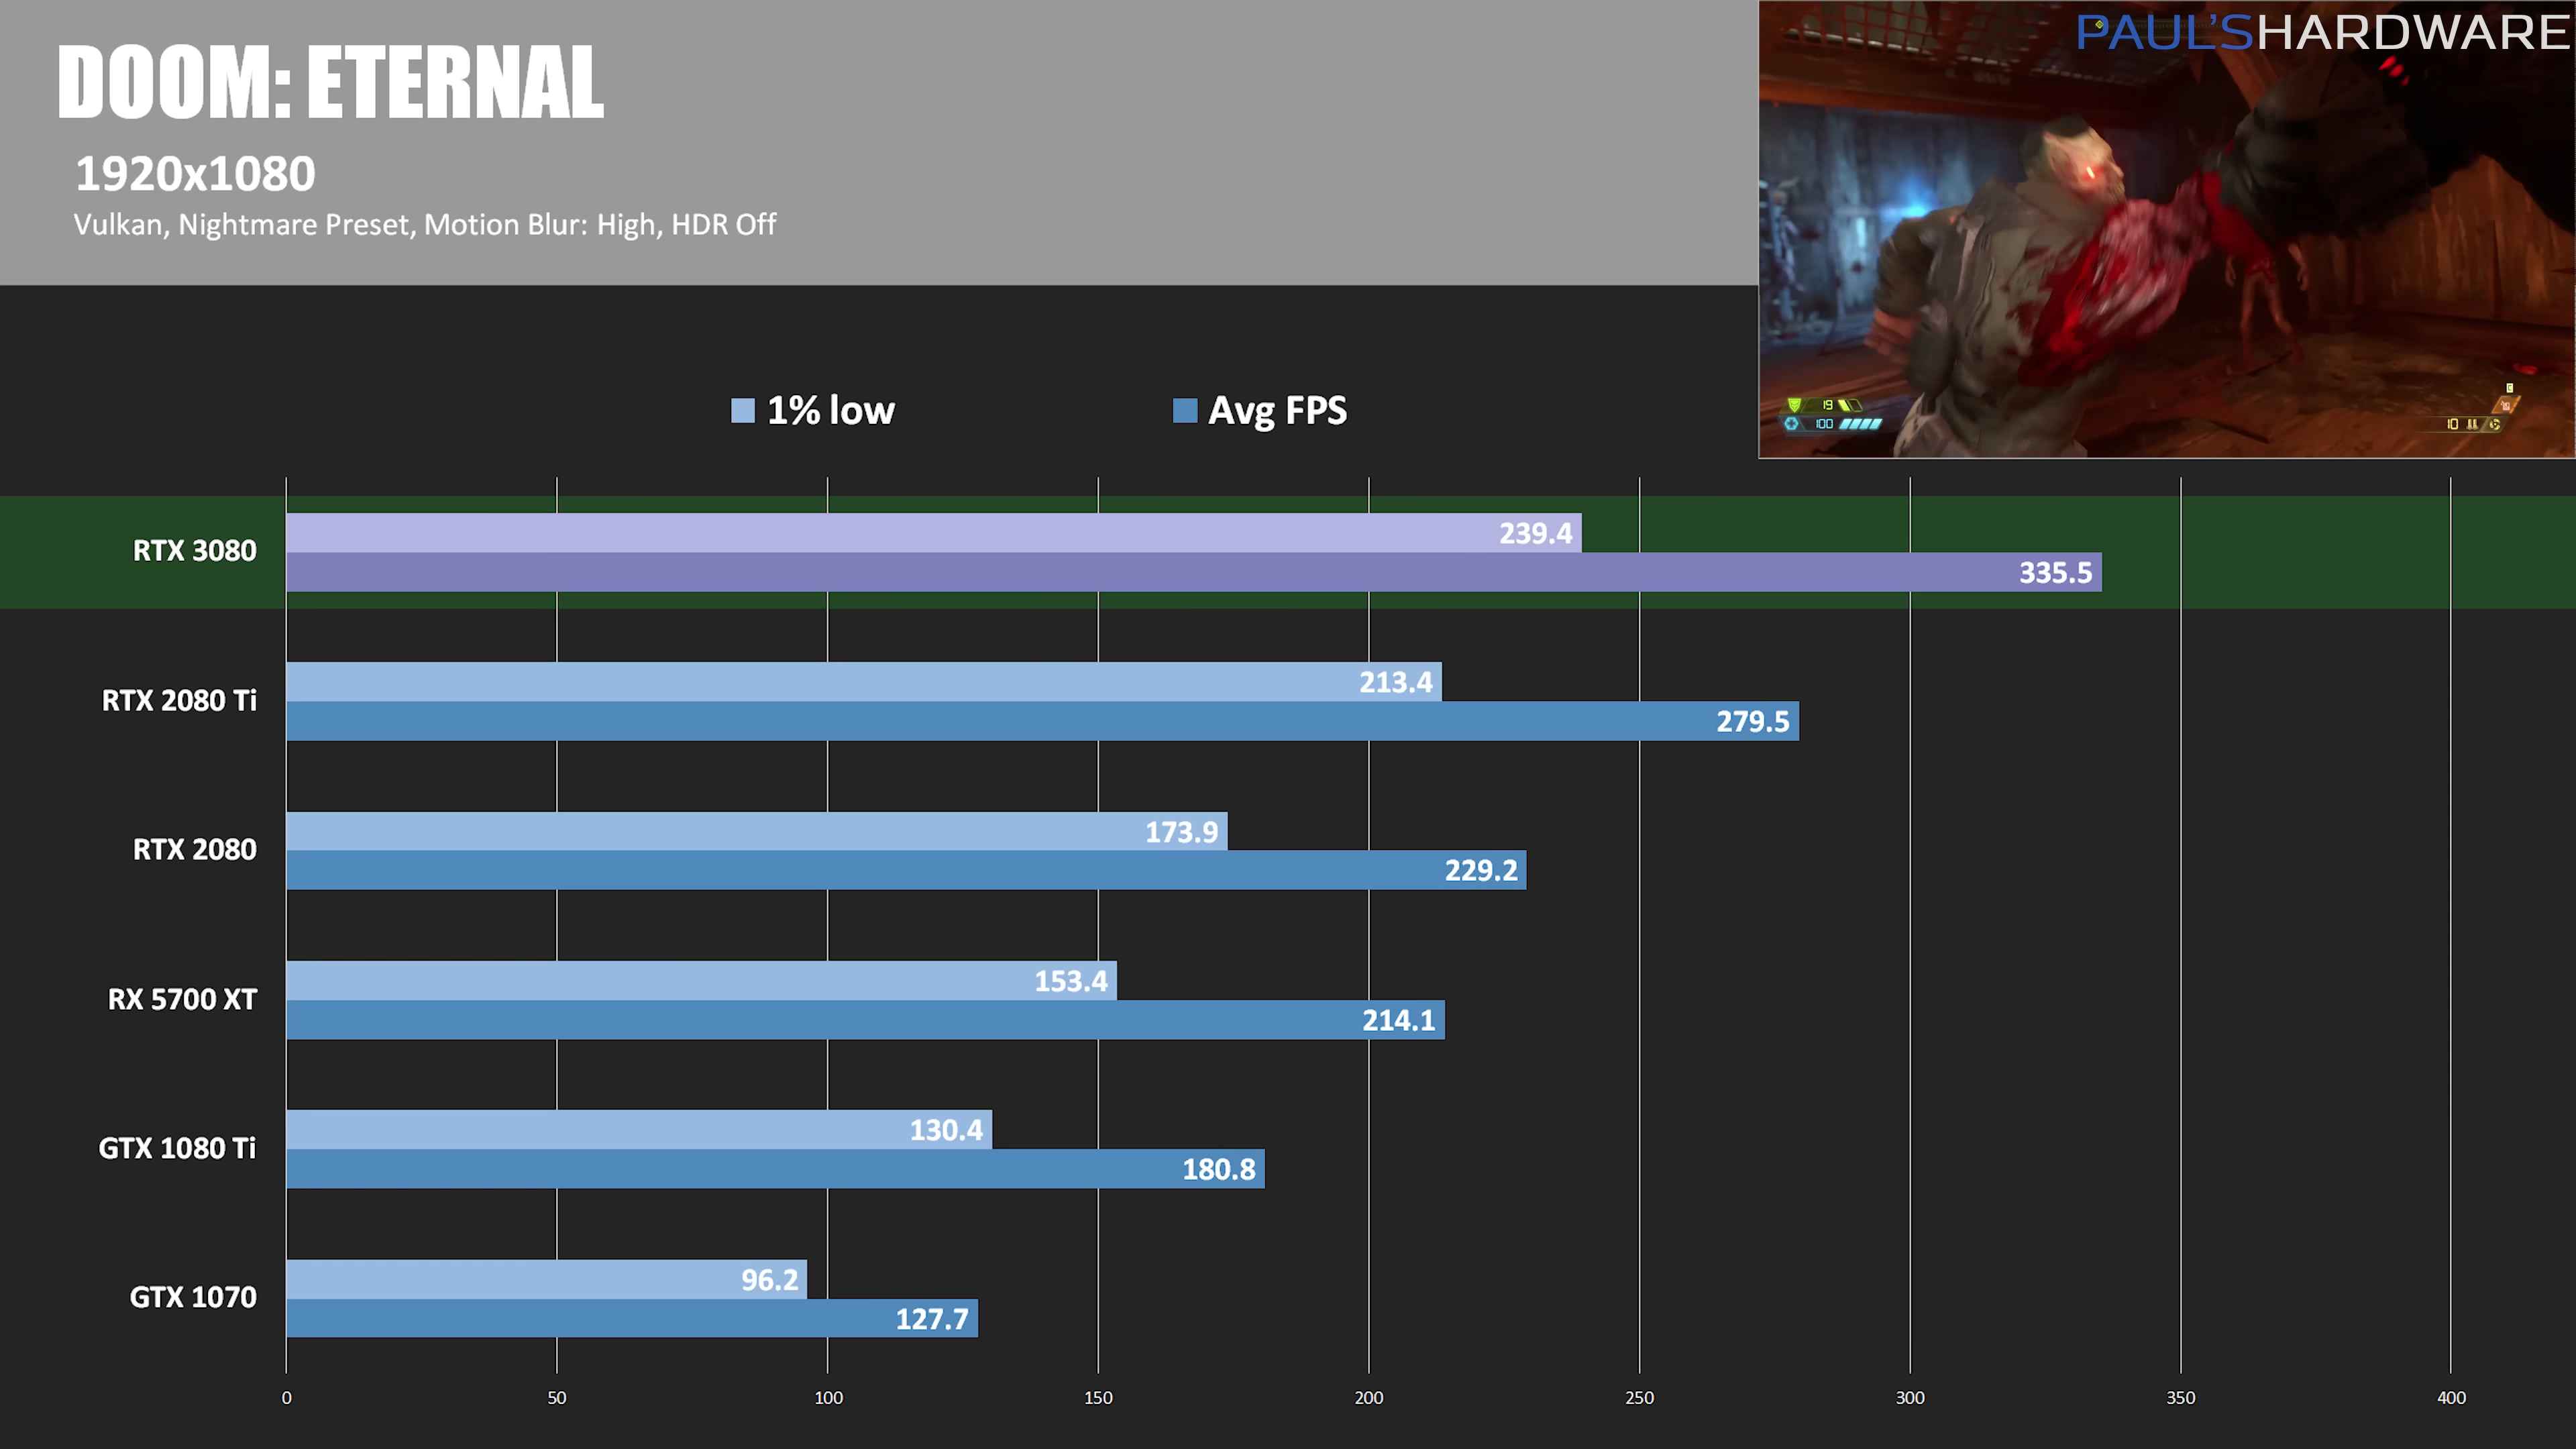 DOOM: ETERNAL
1920x1080
Vulkan, Nightmare Preset, Motion Blur: High, HDR Off
PAUL'SHARDWARE
19
100
10
1% low
Avg FPS
RTX 3080
239.4
335.5
RTX 2080 Ti
213.4
279.5
RTX 2080
173.9
229.2
RX 5700 XT
153.4
214.1
GTX 1080 Ti
130.4
180.8
GTX 1070
96.2
127.7
0 50 100 150 200 250 300 350 400